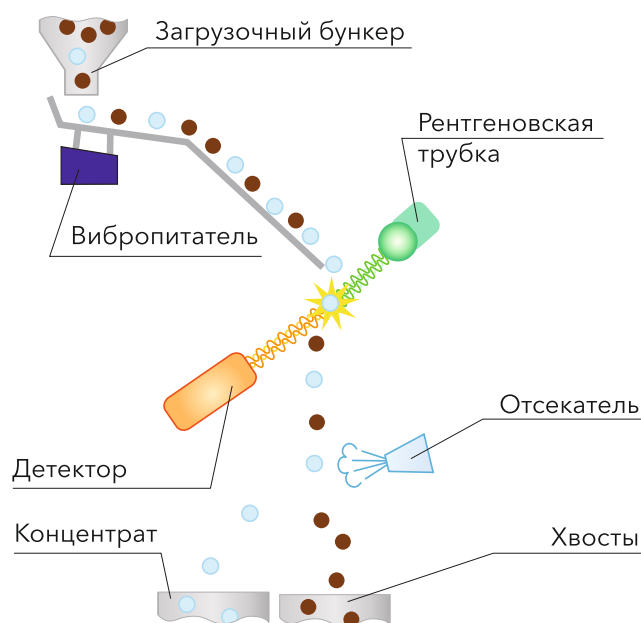 Загрузочный бункер
Рентгеновская
трубка
Вибропитатель
Отсекатель
Детектор
Концентрат
Хвосты